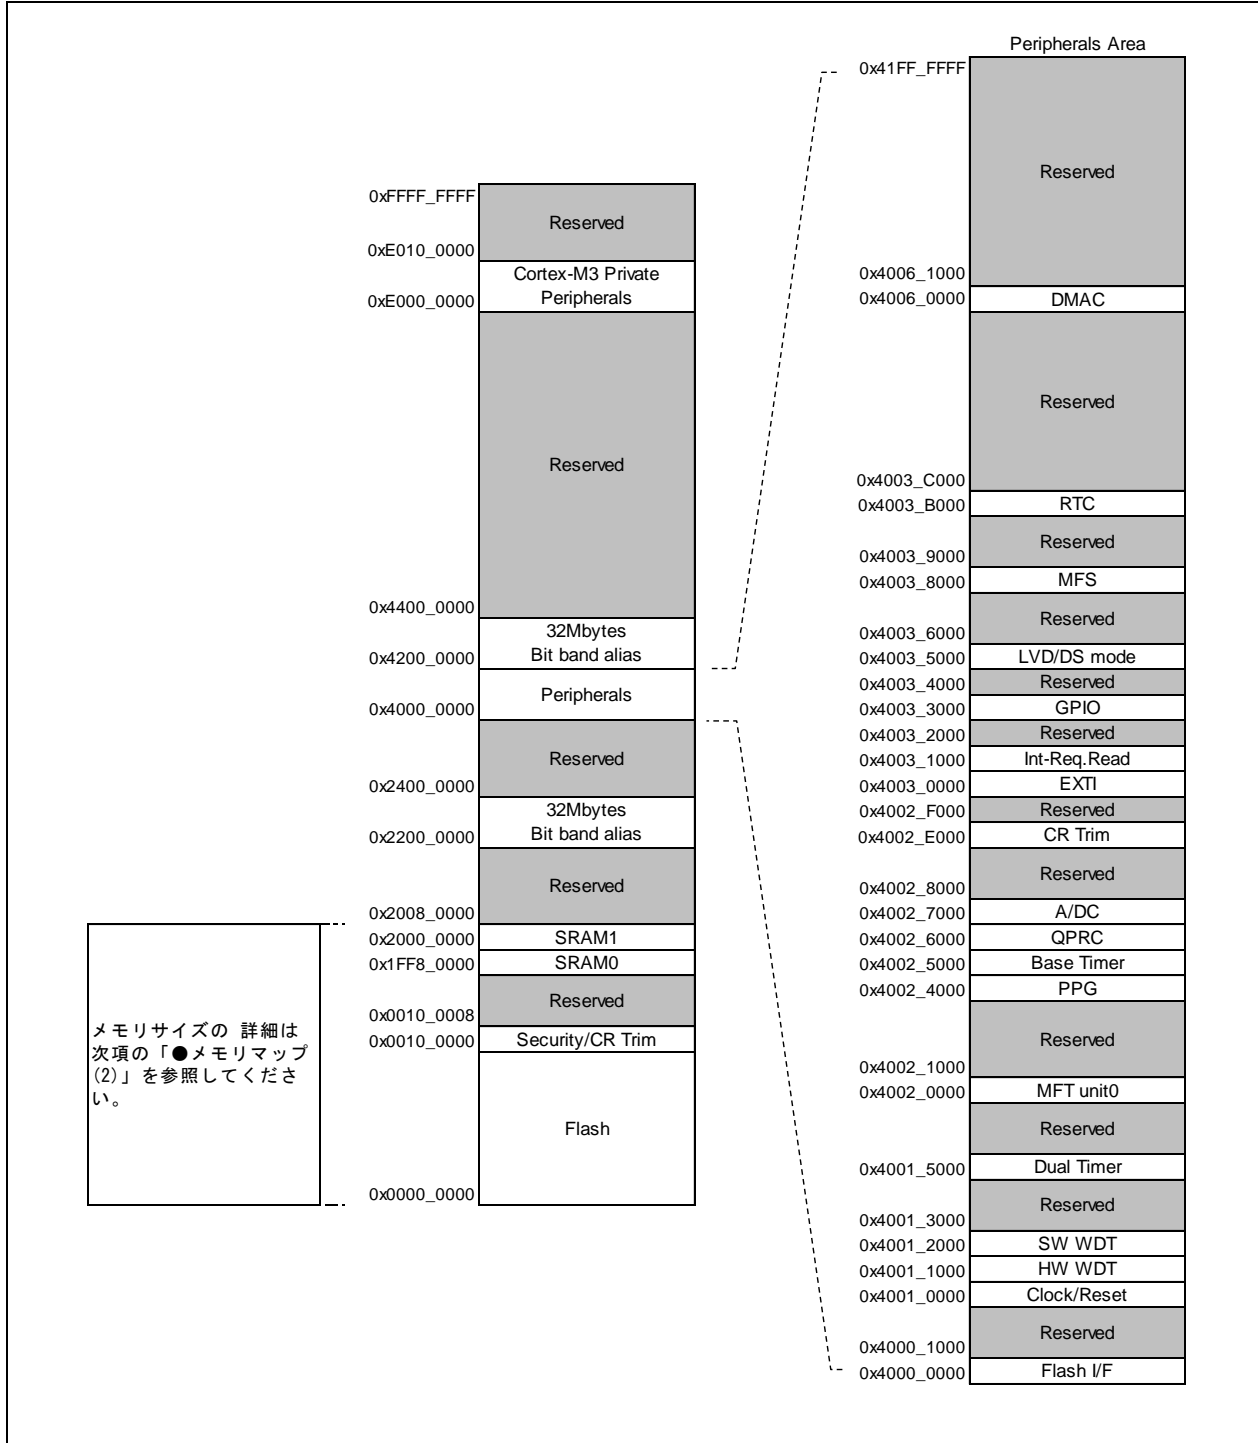 Peripherals Area
0x41FF_FFFF
Reserved
0x4006_1000
0x4006_0000 DMAC
Reserved
0x4003_C000
0x4003_B000 RTC
Reserved
0x4003_9000
0x4003_8000 MFS
Reserved
0x4003_6000
0x4003_5000 LVD/DS mode
0x4003_4000 Reserved
0x4003_3000 GPIO
0x4003_2000 Reserved
0x4003_1000 Int-Req.Read
0x4003_0000 EXTI
0x4002_F000 Reserved
0x4002_E000 CR Trim
Reserved
0x4002_8000
0x4002_7000 A/DC
0x4002_6000 QPRC
0x4002_5000 Base Timer
0x4002_4000 PPG
Reserved
0x4002_1000
0x4002_0000 MFT unit0
Reserved
0x4001_5000 Dual Timer
Reserved
0x4001_3000
0x4001_2000 SW WDT
0x4001_1000 HW WDT
0x4001_0000 Clock/Reset
Reserved
0x4000_1000
0x4000_0000 Flash I/F
0xFFFF_FFFF
Reserved
0xE010_0000
Cortex-M3 Private
0xE000_0000 Peripherals
Reserved
0x4400_0000
32Mbytes
0x4200_0000 Bit band alias
Peripherals
0x4000_0000
Reserved
0x2400_0000
32Mbytes
0x2200_0000 Bit band alias
Reserved
0x2008_0000
0x2000_0000 SRAM1
0x1FF8_0000 SRAM0
Reserved
0x0010_0008
0x0010_0000 Security/CR Trim
Flash
0x0000_0000
メモリサイズの 詳細は
次項の「●メモリマップ
(2)」を参照してくださ
い。